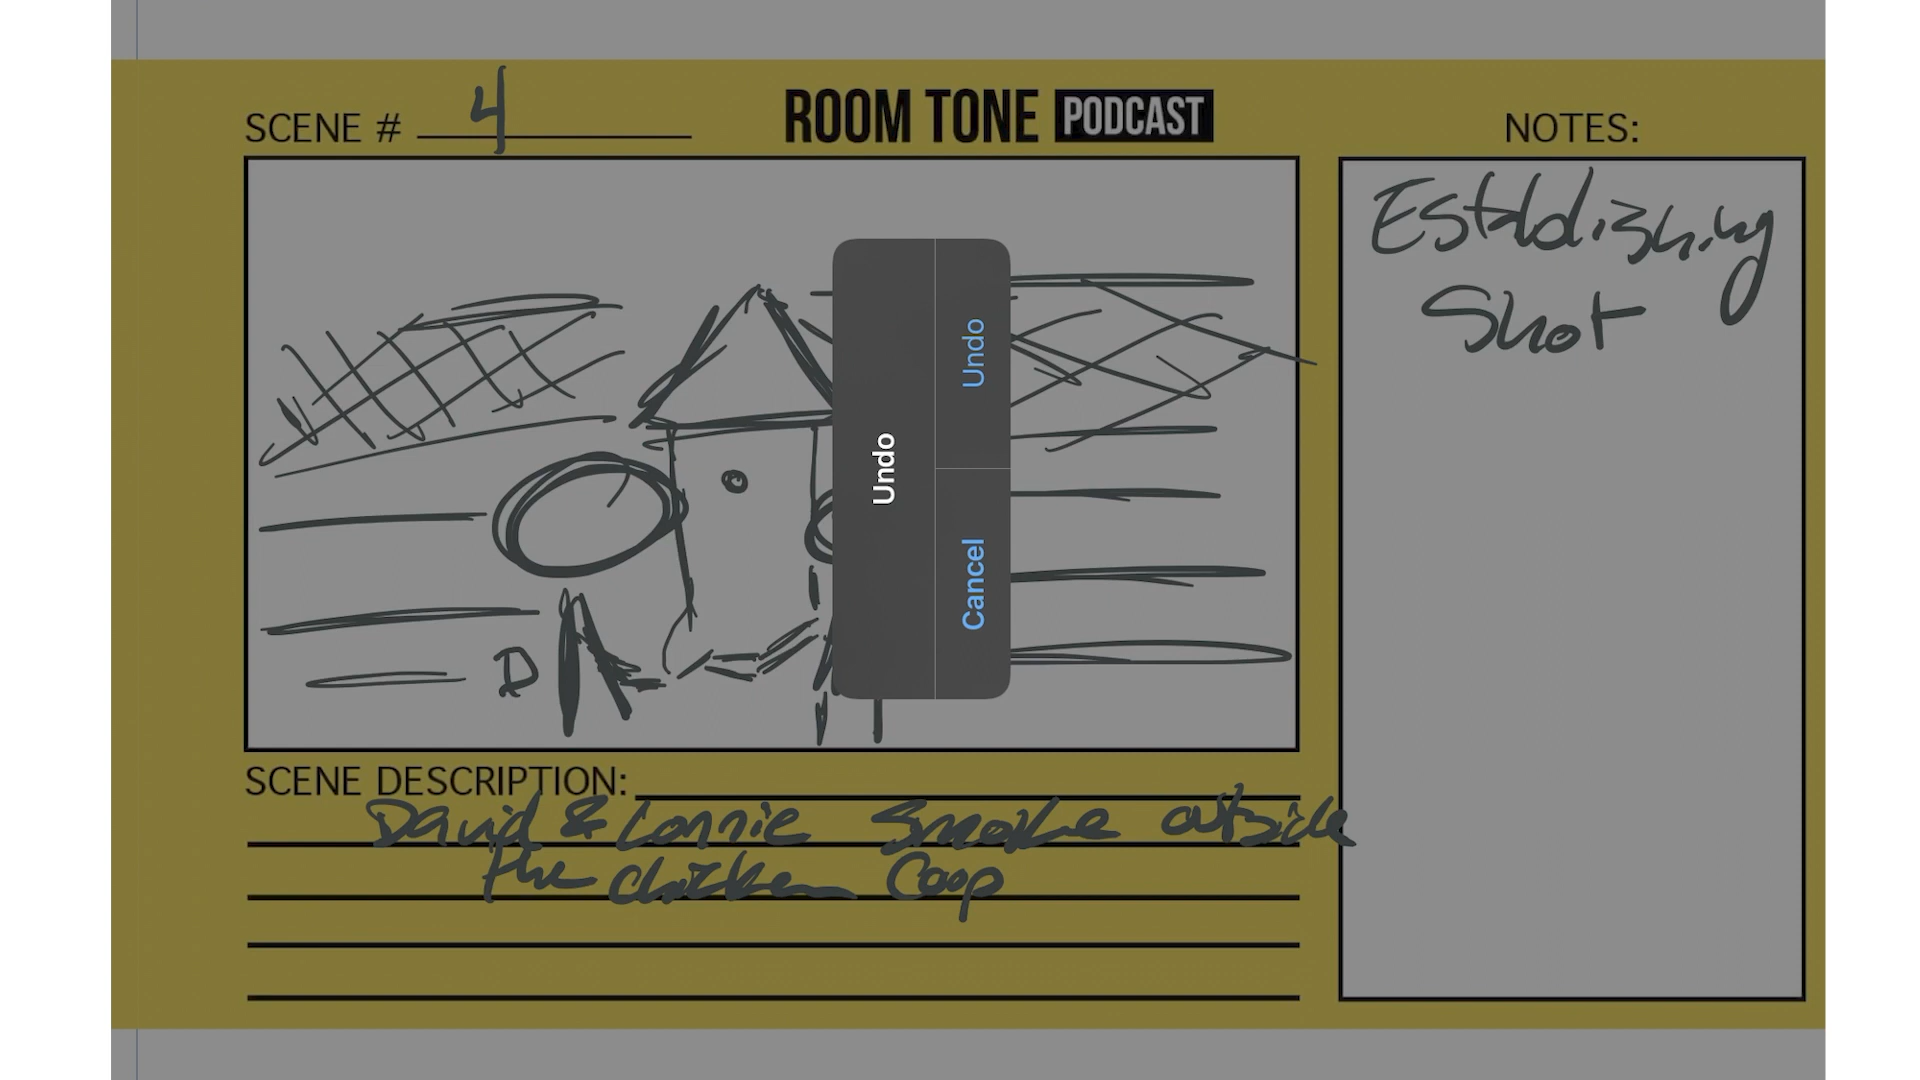 SCENE # 4
ROOM TONE PODCAST
NOTES:
Establishing
Shot
Undo
Undo
Cancel
D
SCENE DESCRIPTION:
David & Lonnie Smoke outside
the chicken Coop